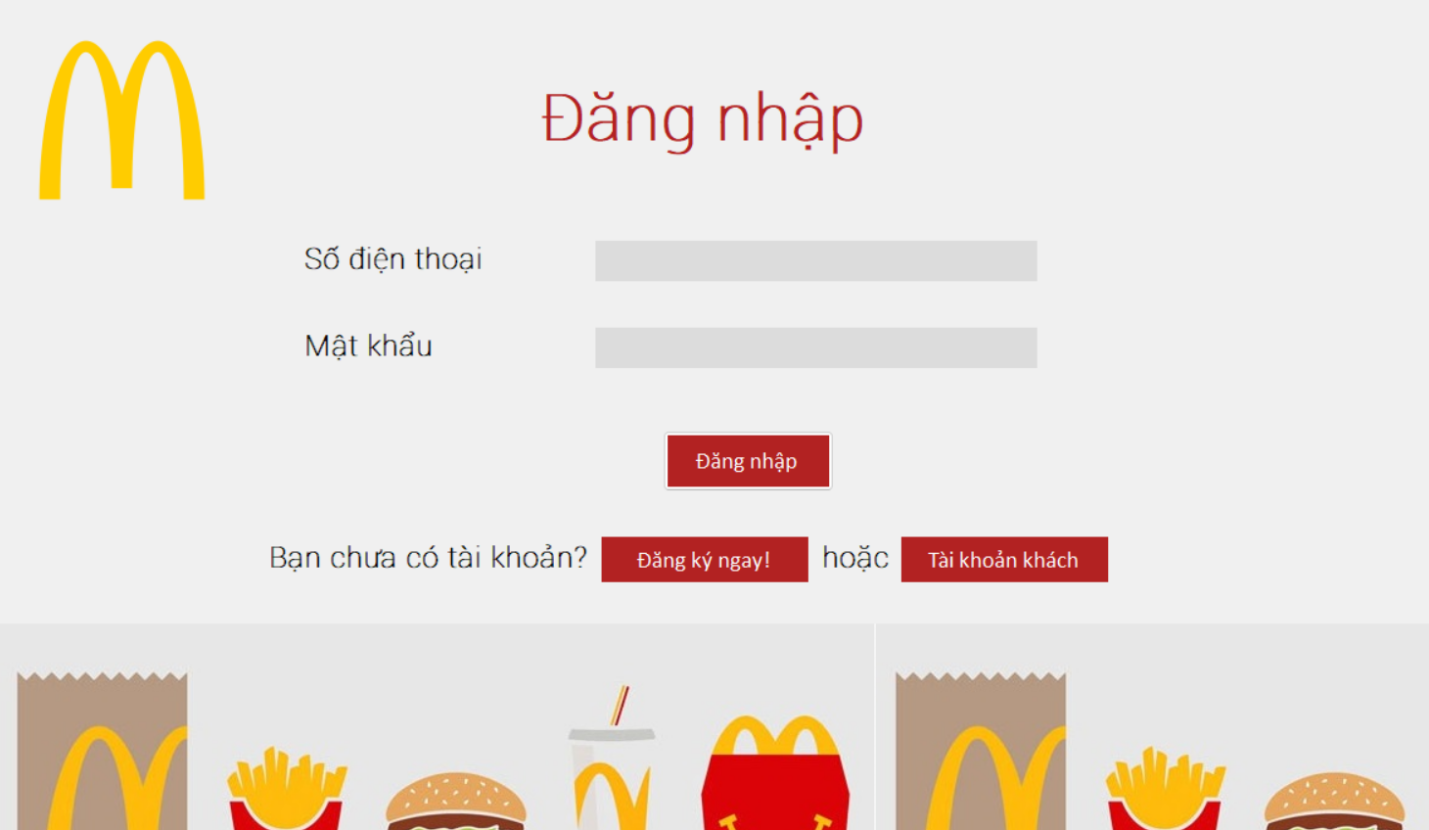 Đăng nhập
Số điện thoại
Mật khẩu
Đăng nhập
Bạn chưa có tài khoản? Đăng ký ngay! hoặc Tài khoản khách